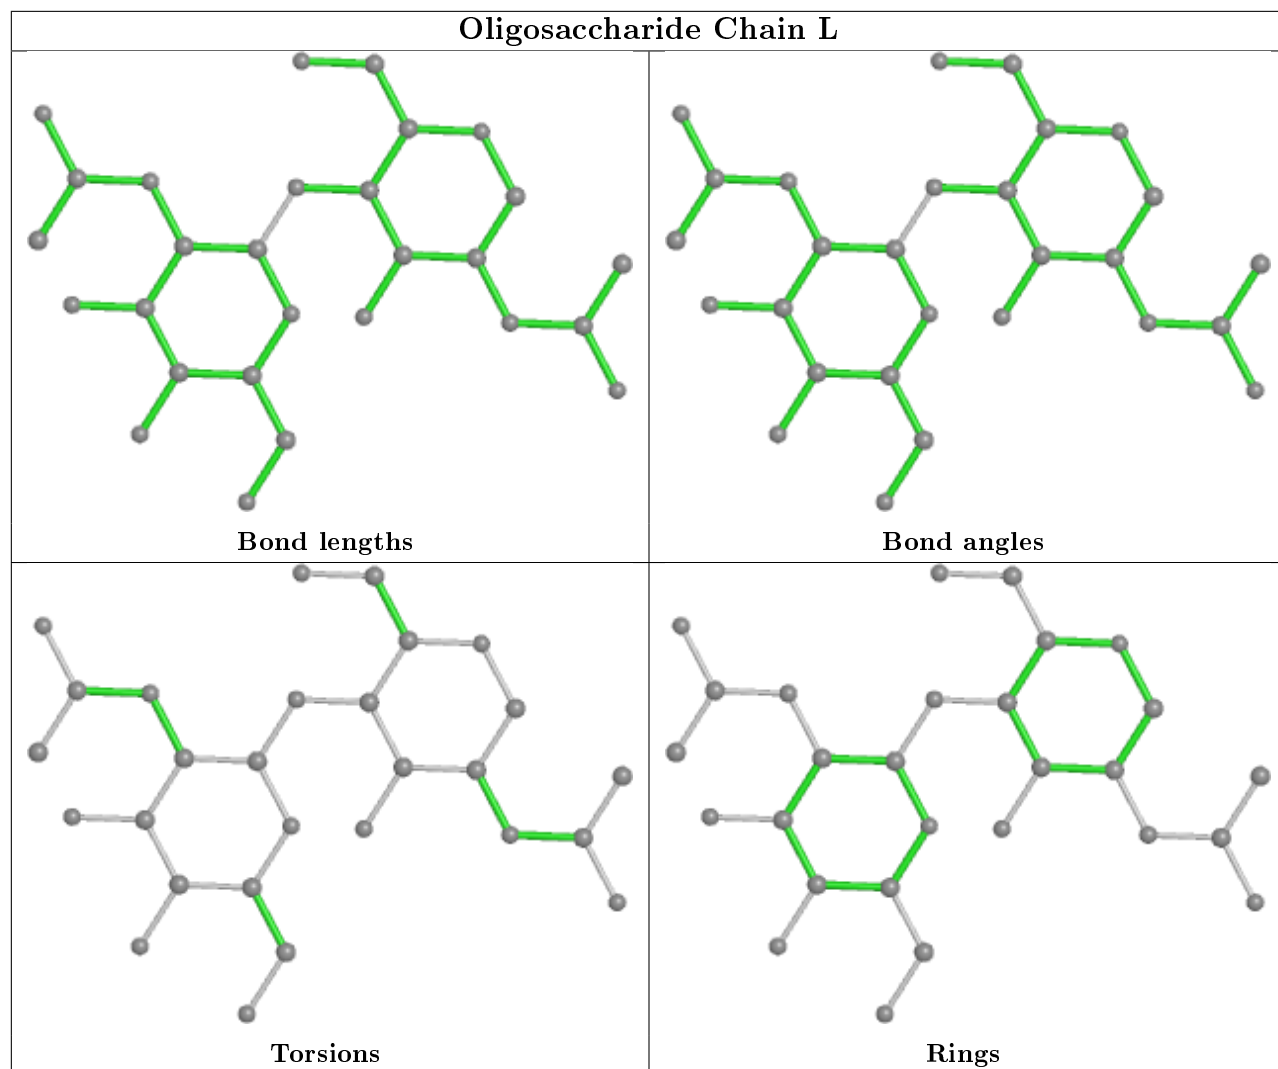 Oligosaccharide Chain L
Bond lengths
Bond angles
Torsions
Rings